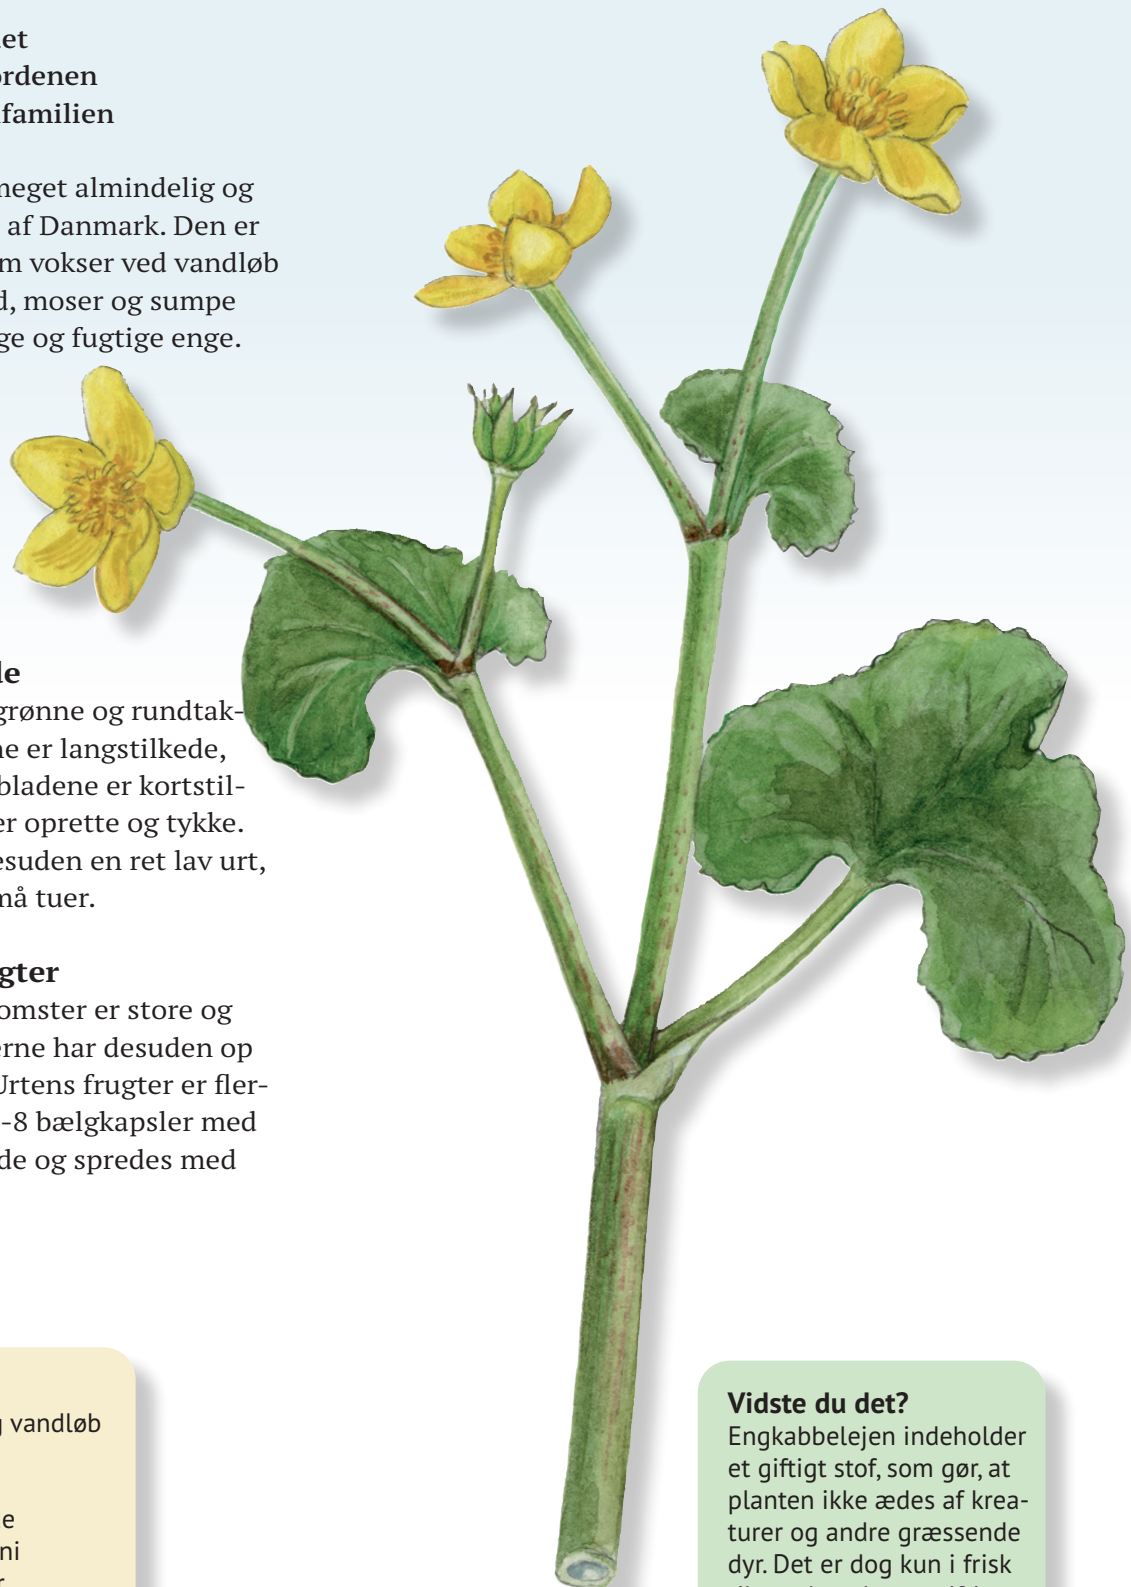 et
ordenen
familien
meget almindelig og
af Danmark. Den er
m vokser ved vandløb
d, moser og sumpe
ge og fugtige enge.
de
grønne og rundtak-
ne er langstilkede,
bladene er kortstil-
er oprette og tykke.
esuden en ret lav urt,
må tuer.
gter
omster er store og
erne har desuden op
Urtens frugter er fler-
-8 bælgkapsler med
de og spredes med
g vandløb
e
ni
Vidste du det?
Engkabbelejen indeholder
et giftigt stof, som gør, at
planten ikke ædes af krea-
turer og andre græssende
dyr. Det er dog kun i frisk